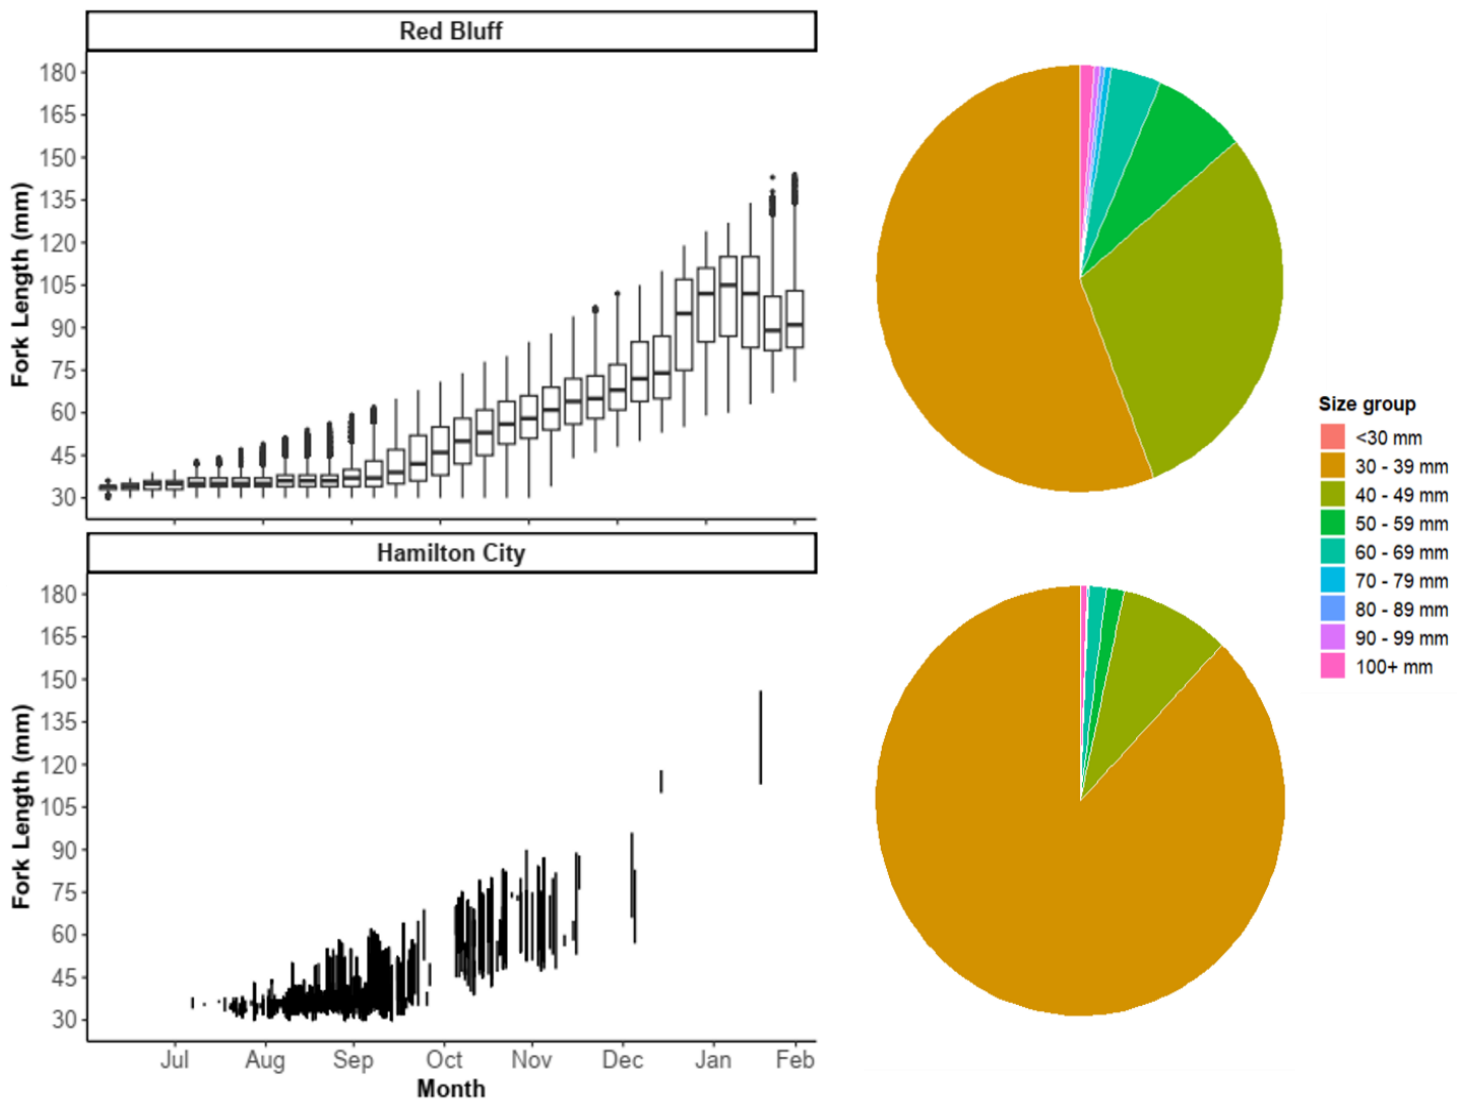 Red Bluff
180
165
150
135
120
105
90
75
60
45
30
Fork Length (mm)
Hamilton City
180
165
150
135
120
105
90
75
60
45
30
Fork Length (mm)
Jul Aug Sep Oct Nov Dec Jan Feb
Month
Size group
<30 mm
30 - 39 mm
40 - 49 mm
50 - 59 mm
60 - 69 mm
70 - 79 mm
80 - 89 mm
90 - 99 mm
100+ mm